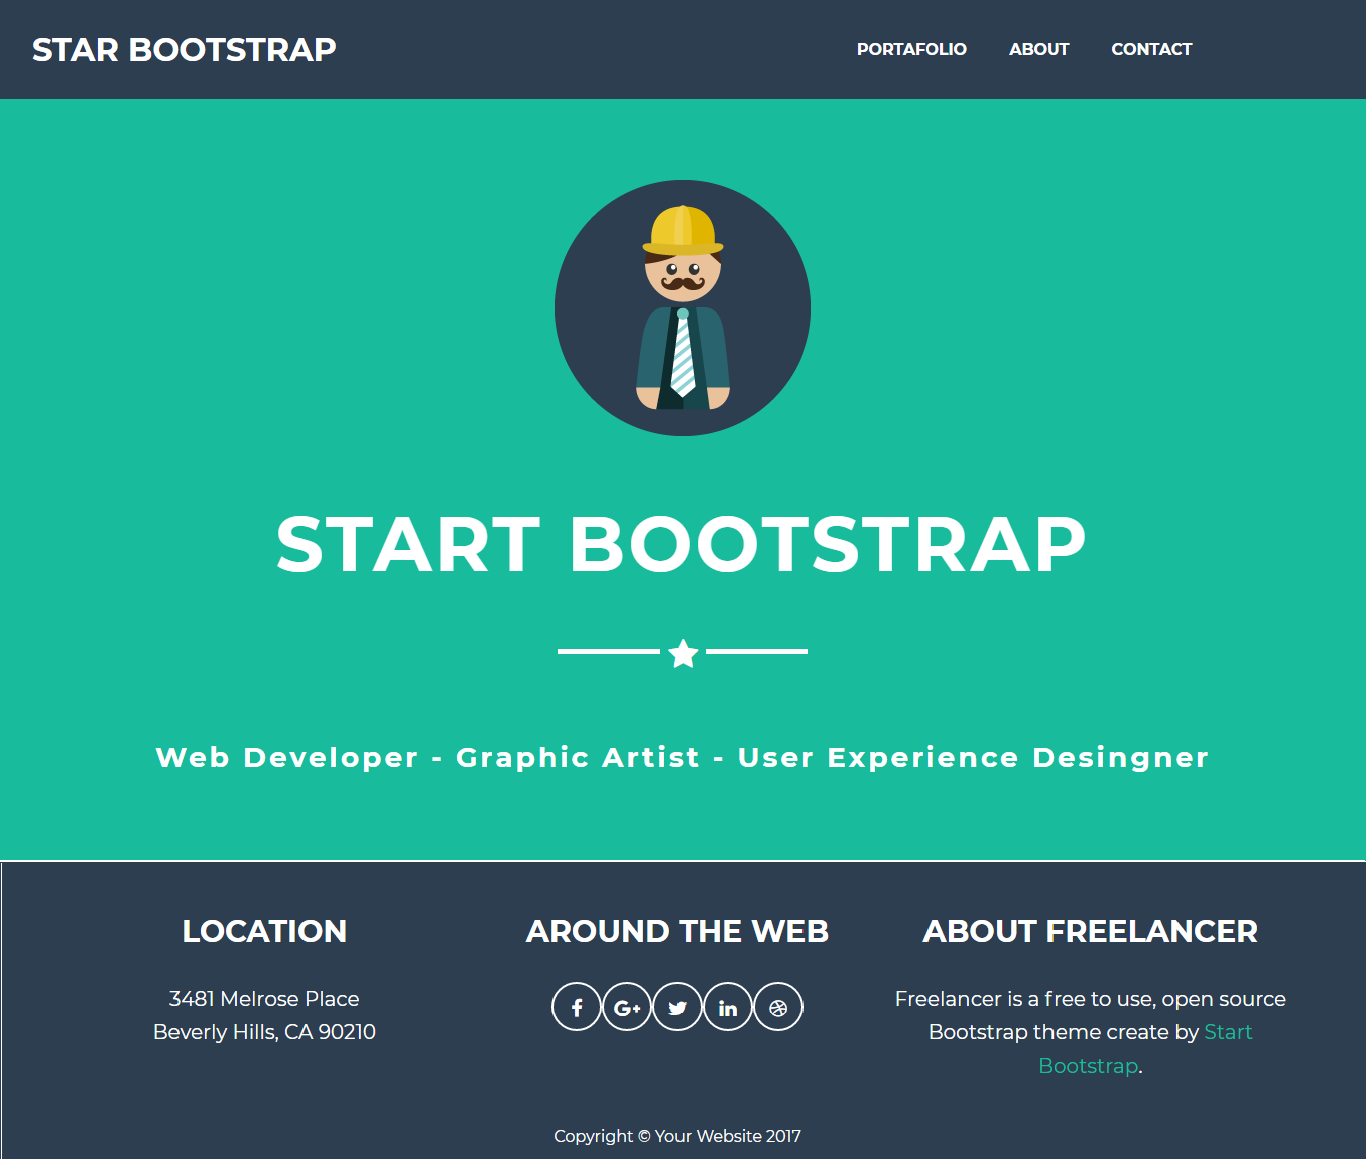 STAR BOOTSTRAP
PORTAFOLIO ABOUT CONTACT
START BOOTSTRAP
Web Developer - Graphic Artist - User Experience Desingner
LOCATION
3481 Melrose Place
Beverly Hills, CA 90210
AROUND THE WEB
ABOUT FREELANCER
Freelancer is a free to use, open source
Bootstrap theme create by Start
Bootstrap.
Copyright © Your Website 2017